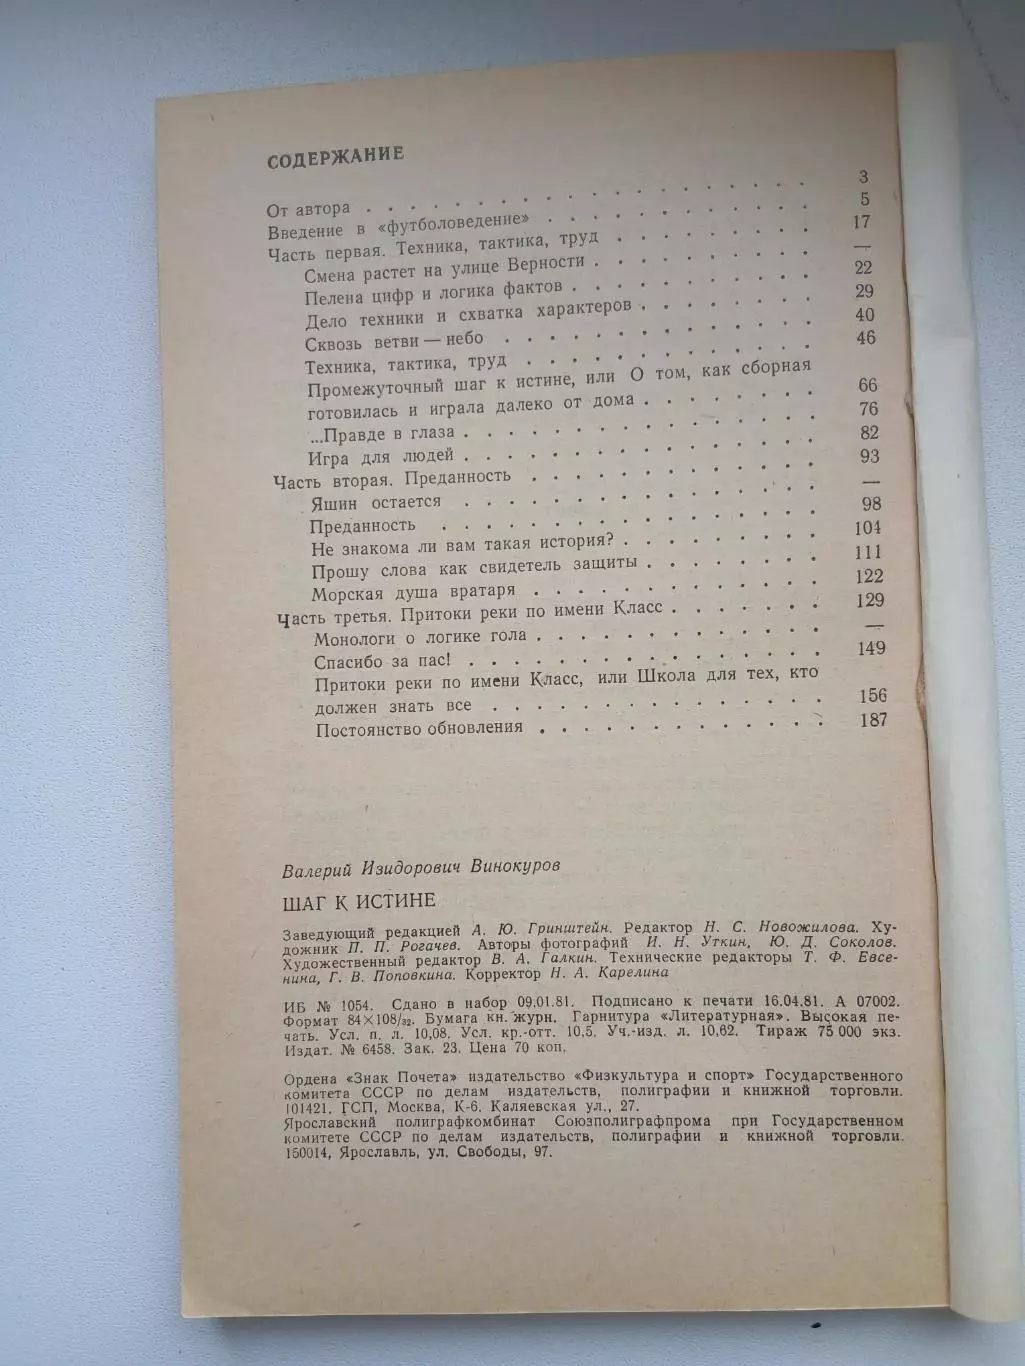 СОДЕРЖАНИЕ
От автора . . . . . . . . . . . . . . . . . . . . 3
Введение в «футболоведение» . . . . . . . . . . . . 5
Часть первая. Техника, тактика, труд . . . . . . . . . 17
Смена растет на улице Верности . . . . . . . . . . —
Пелена цифр и логика фактов . . . . . . . . . . . 22
Дело техники и схватка характеров . . . . . . . . 29
Сквозь ветви — небо . . . . . . . . . . . . . . 40
Техника, тактика, труд . . . . . . . . . . . . . 46
Промежуточный шаг к истине, или О том, как сборная
готовилась и играла далеко от дома . . . . . . . . 66
...Правде в глаза . . . . . . . . . . . . . . . . 76
Игра для людей . . . . . . . . . . . . . . . . 82
Часть вторая. Преданность . . . . . . . . . . . . . 93
Яшин остается . . . . . . . . . . . . . . . . —
Преданность . . . . . . . . . . . . . . . . . 98
Не знакома ли вам такая история? . . . . . . . . . 104
Прошу слова как свидетель защиты . . . . . . . . 111
Морская душа вратаря . . . . . . . . . . . . . . 122
Часть третья. Притоки реки по имени Класс . . . . . . . 129
Монологи о логике гола . . . . . . . . . . . . . —
Спасибо за пас! . . . . . . . . . . . . . . . . 149
Притоки реки по имени Класс, или Школа для тех, кто
должен знать все . . . . . . . . . . . . . . . 156
Постоянство обновления . . . . . . . . . . . . . 187
Валерий Изидорович Винокуров
ШАГ К ИСТИНЕ
Заведующий редакцией А. Ю. Гринштейн. Редактор Н. С. Новожилова. Ху-
дожник П. П. Рогачев. Авторы фотографий И. Н. Уткин, Ю. Д. Соколов.
Художественный редактор В. А. Галкин. Технические редакторы Т. Ф. Евсе-
нина, Г. В. Поповкина. Корректор Н. А. Карелина
ИБ № 1054. Сдано в набор 09.01.81. Подписано к печати 16.04.81. А 07002.
Формат 84×108/32. Бумага кн. журн. Гарнитура «Литературная». Высокая пе-
чать. Усл. п. л. 10,08. Усл. кр.-отт. 10,5. Уч.-изд. л. 10,62. Тираж 75 000 экз.
Издат. № 6458. Зак. 23. Цена 70 коп.
Ордена «Знак Почета» издательство «Физкультура и спорт» Государственного
комитета СССР по делам издательств, полиграфии и книжной торговли.
101421. ГСП, Москва, К-6. Каляевская ул., 27.
Ярославский полиграфкомбинат Союзполиграфпрома при Государственном
комитете СССР по делам издательств, полиграфии и книжной торговли.
150014, Ярославль, ул. Свободы, 97.